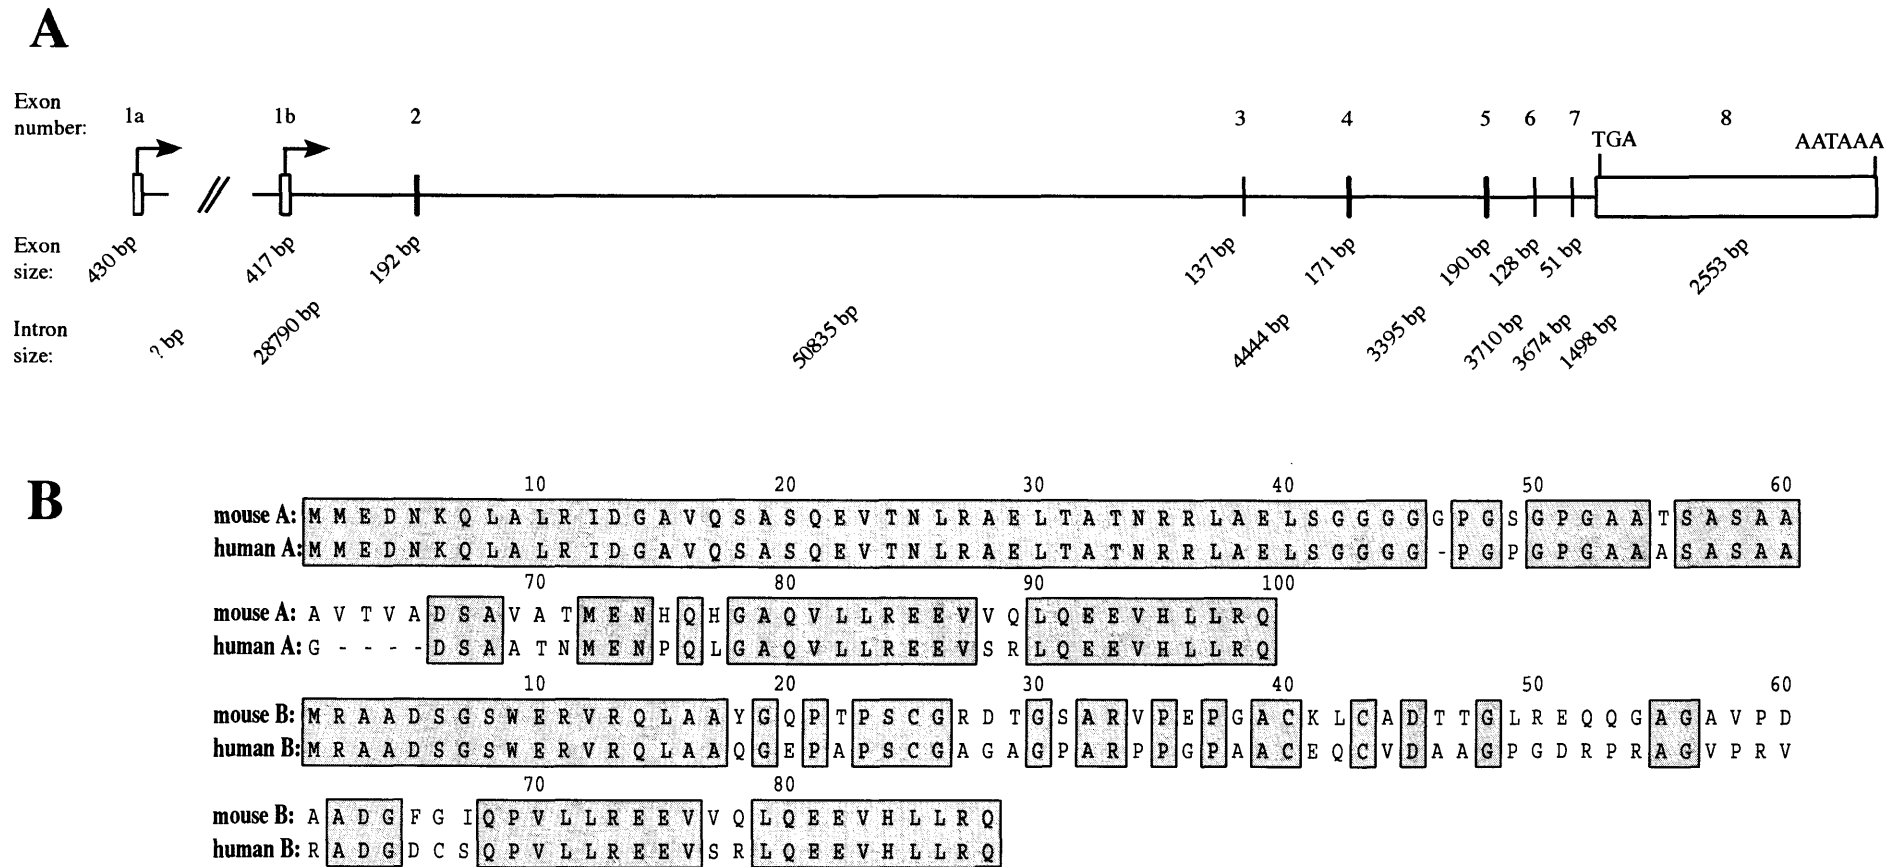 A
Exon number:
1a 1b 2 3 4 5 6 7 8
TGA AATAAA
Exon size:
430 bp 417 bp 192 bp 137 bp 171 bp 190 bp 128 bp 51 bp 2553 bp
Intron size:
? bp 28790 bp 50835 bp 4444 bp 3395 bp 3710 bp 3674 bp 1498 bp
B
10 20 30 40 50 60
mouse A: M M E D N K Q L A L R I D G A V Q S A S Q E V T N L R A E L T A T N R R L A E L S G G G G G P G S G P G A A T S A S A A
human A: M M E D N K Q L A L R I D G A V Q S A S Q E V T N L R A E L T A T N R R L A E L S G G G G - P G P G P G A A A S A S A A
70 80 90 100
mouse A: A V T V A D S A V A T M E N H Q H G A Q V L L R E E V V Q L Q E E V H L L R Q
human A: G - - - - D S A A T N M E N P Q L G A Q V L L R E E V S R L Q E E V H L L R Q
10 20 30 40 50 60
mouse B: M R A A D S G S W E R V R Q L A A Y G Q P T P S C G R D T G S A R V P E P G A C K L C A D T T G L R E Q Q G A G A V P D
human B: M R A A D S G S W E R V R Q L A A Q G E P A P S C G A G A G P A R P P G P A A C E Q C V D A A G P G D R P R A G V P R V
70 80
mouse B: A A D G F G I Q P V L L R E E V V Q L Q E E V H L L R Q
human B: R A D G D C S Q P V L L R E E V S R L Q E E V H L L R Q